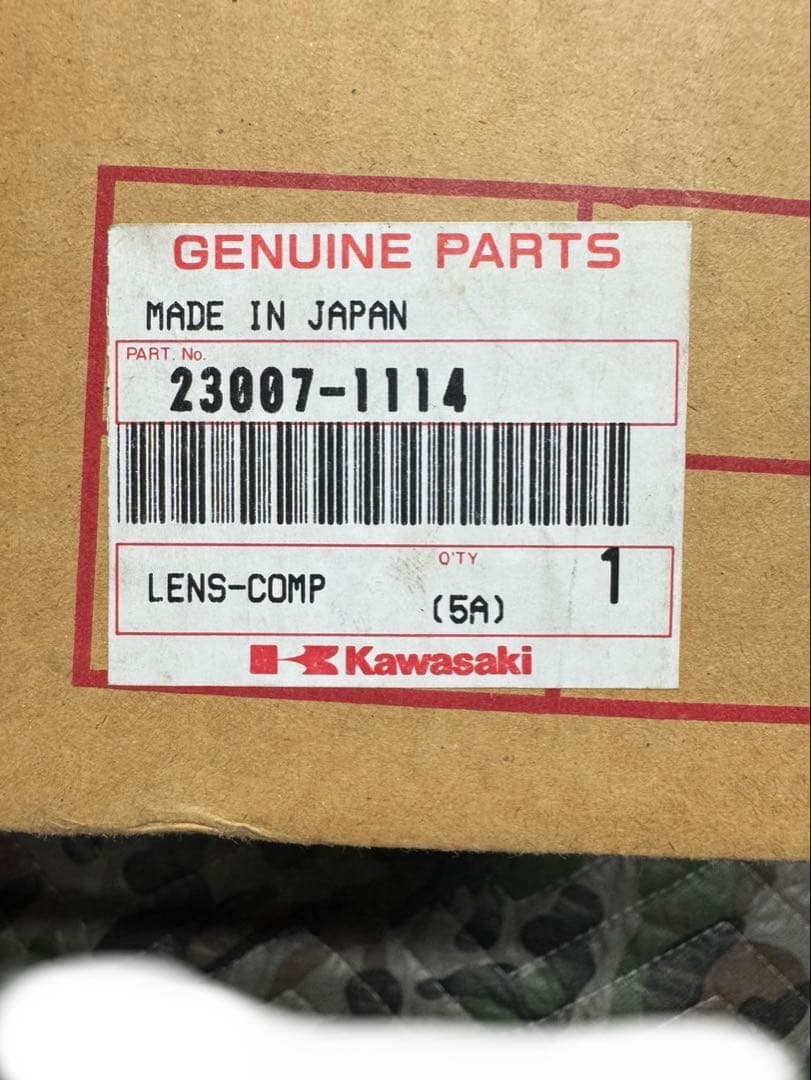 GENUINE PARTS
MADE IN JAPAN
PART. No.
23007-1114
LENS-COMP
Q'TY
(5A)
1
Kawasaki